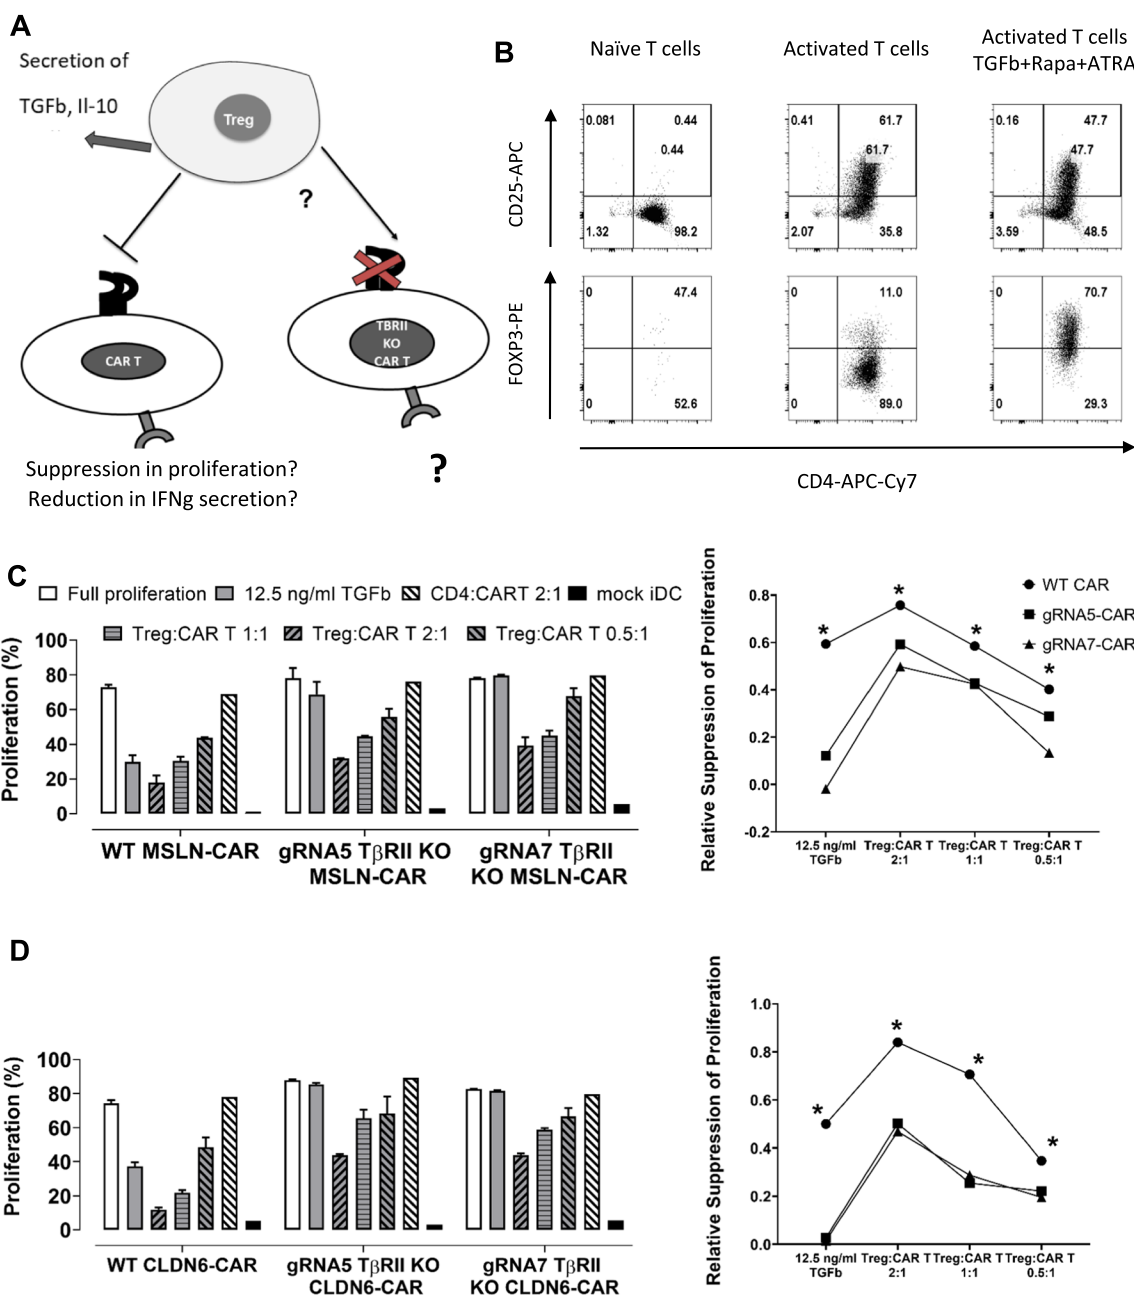 A
Secretion of
TGFb, Il-10
Treg
?
CAR T
TBRII
KO
CAR T
Suppression in proliferation?
Reduction in IFNg secretion?
?
B
Naïve T cells
Activated T cells
Activated T cells
TGFb+Rapa+ATRA
CD25-APC
0.081
0.44
0.44
1.32
98.2
0.41
61.7
61.7
2.07
35.8
0.16
47.7
47.7
3.59
48.5
FOXP3-PE
0
47.4
0
52.6
0
11.0
0
89.0
0
70.7
0
29.3
CD4-APC-Cy7
C
Full proliferation
12.5 ng/ml TGFb
CD4:CART 2:1
mock iDC
Treg:CAR T 1:1
Treg:CAR T 2:1
Treg:CAR T 0.5:1
Proliferation (%)
100
80
60
40
20
0
WT MSLN-CAR
gRNA5 TβRII KO
MSLN-CAR
gRNA7 TβRII
KO MSLN-CAR
Relative Suppression of Proliferation
0.8
0.6
0.4
0.2
0.0
-0.2
*
*
*
*
WT CAR
gRNA5-CAR
gRNA7-CAR
12.5 ng/ml
TGFb
Treg:CAR T
2:1
Treg:CAR T
1:1
Treg:CAR T
0.5:1
D
Proliferation (%)
100
80
60
40
20
0
WT CLDN6-CAR
gRNA5 TβRII KO
CLDN6-CAR
gRNA7 TβRII
KO CLDN6-CAR
Relative Suppression of Proliferation
1.0
0.8
0.6
0.4
0.2
0.0
*
*
*
*
12.5 ng/ml
TGFb
Treg:CAR T
2:1
Treg:CAR T
1:1
Treg:CAR T
0.5:1